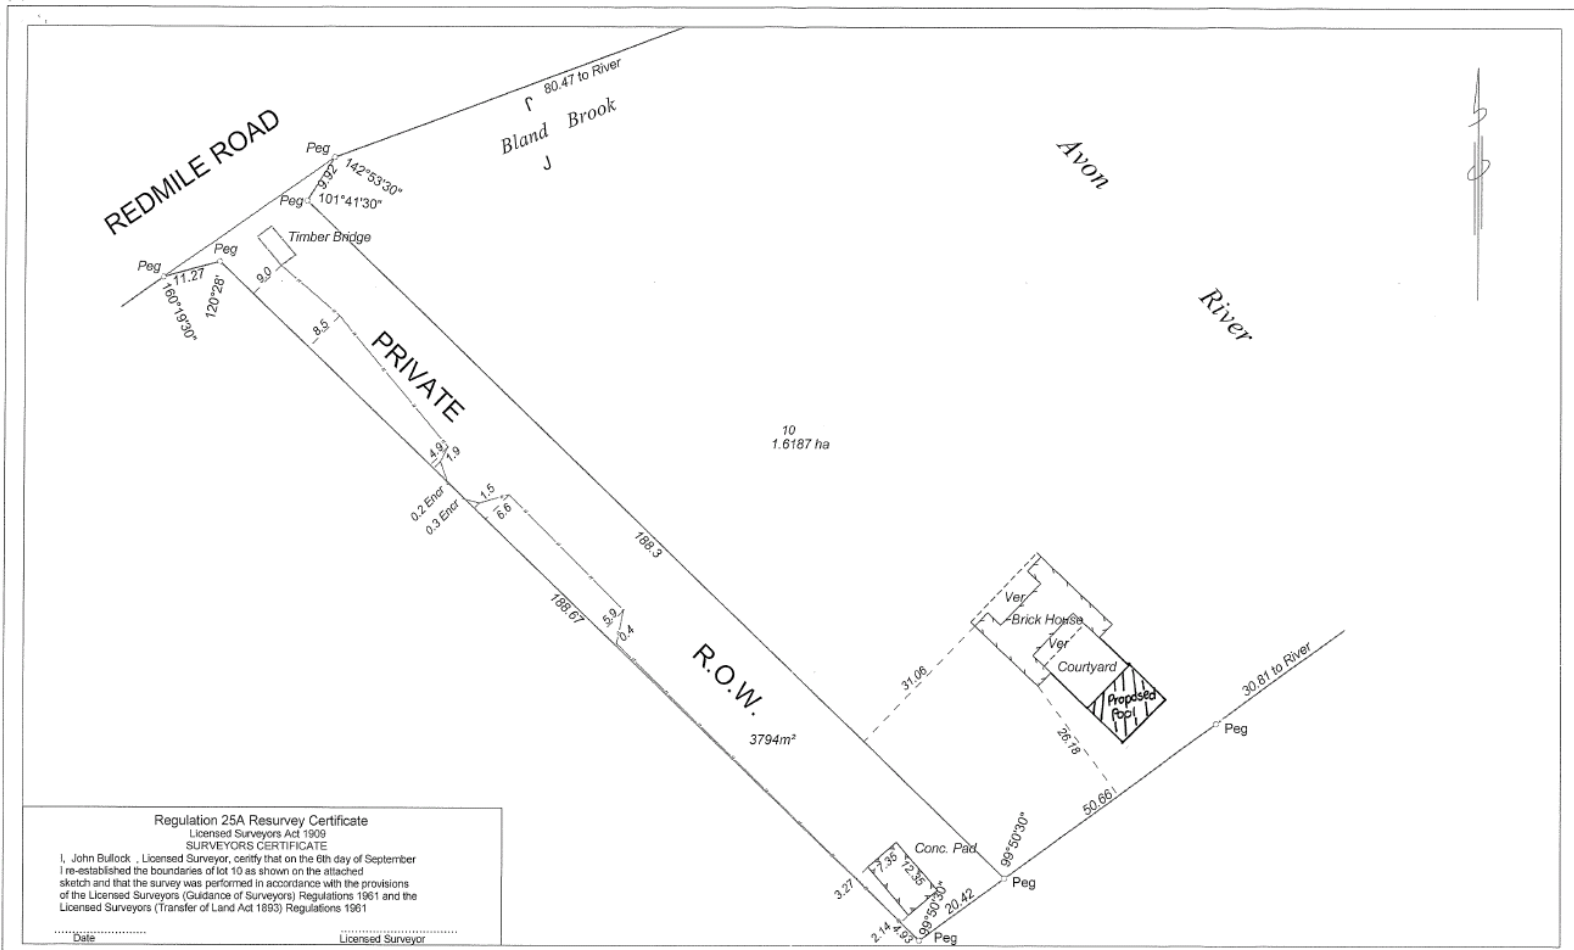 80.47 to River
Bland Brook
REDMILE ROAD
Peg
142°53'30"
9.92
Peg
101°41'30"
Timber Bridge
Peg
Peg
11.27
160°19'30"
120°28'
9.0
8.5
PRIVATE
Avon
River
10
1.6187 ha
4.9
1.9
0.2 Encr
0.3 Encr
1.5
6.6
188.3
188.67
5.9
0.4
R.O.W.
3794m²
Ver
Brick House
Ver
Courtyard
Proposed
Pool
31.06
26.18
30.81 to River
Peg
50.66
99°50'30"
Conc. Pad
7.35
12.35
3.27
Peg
99°50'30"
20.42
2.14
4.93
Peg
Regulation 25A Resurvey Certificate
Licensed Surveyors Act 1909
SURVEYORS CERTIFICATE
I, John Bullock , Licensed Surveyor, certify that on the 6th day of September
I re-established the boundaries of lot 10 as shown on the attached
sketch and that the survey was performed in accordance with the provisions
of the Licensed Surveyors (Guidance of Surveyors) Regulations 1961 and the
Licensed Surveyors (Transfer of Land Act 1893) Regulations 1961
Date
Licensed Surveyor